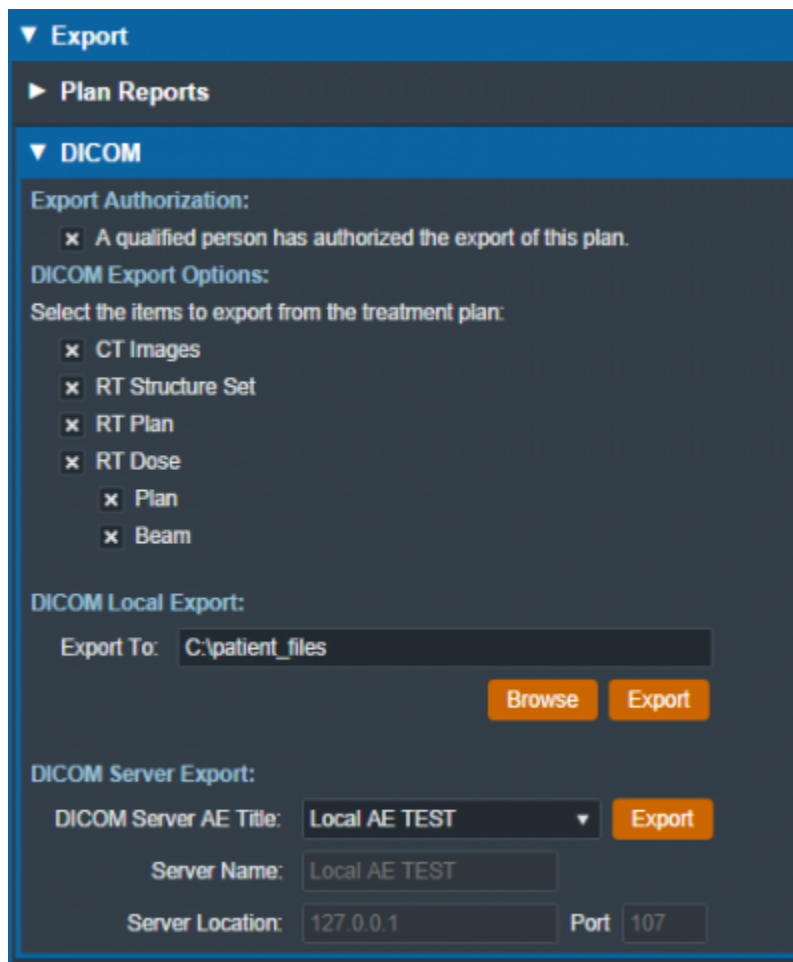 Export
Plan Reports
DICOM
Export Authorization:
A qualified person has authorized the export of this plan.
DICOM Export Options:
Select the items to export from the treatment plan:
CT Images
RT Structure Set
RT Plan
RT Dose
Plan
Beam
DICOM Local Export:
Export To: C:\patient_files
Browse Export
DICOM Server Export:
DICOM Server AE Title: Local AE TEST Export
Server Name: Local AE TEST
Server Location: 127.0.0.1 Port 107